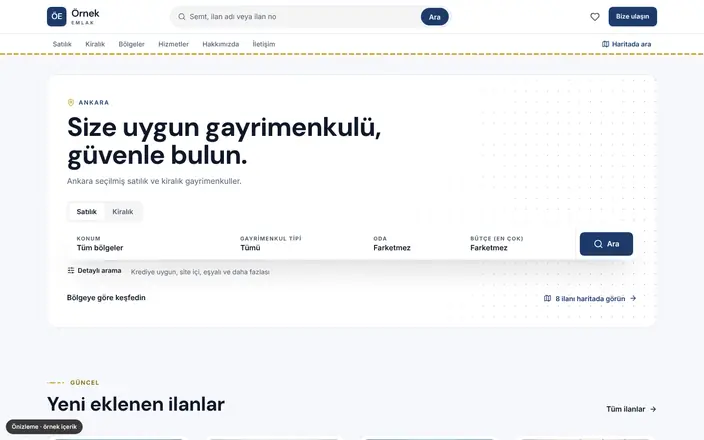 ÖE
Örnek
EMLAK
Semt, ilan adı veya ilan no
Ara
Bize ulaşın
Satılık
Kiralık
Bölgeler
Hizmetler
Hakkımızda
İletişim
Haritada ara
ANKARA
Size uygun gayrimenkulü,
güvenle bulun.
Ankara seçilmiş satılık ve kiralık gayrimenkuller.
Satılık
Kiralık
KONUM
Tüm bölgeler
GAYRİMENKUL TİPİ
Tümü
ODA
Farketmez
BÜTÇE (EN ÇOK)
Farketmez
Ara
Detaylı arama
Krediye uygun, site içi, eşyalı ve daha fazlası
Bölgeye göre keşfedin
8 ilanı haritada görün
GÜNCEL
Yeni eklenen ilanlar
Tüm ilanlar
Önizleme · örnek içerik